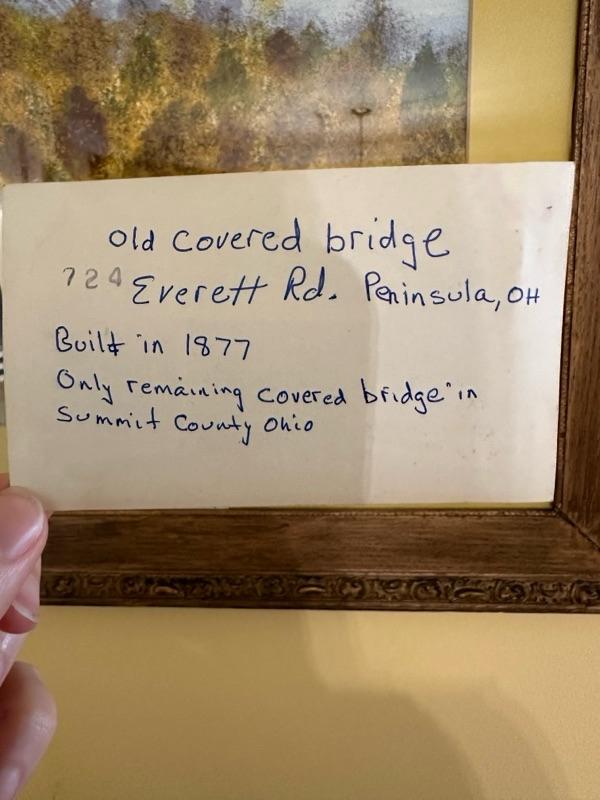 old covered bridge
724 Everett Rd. Peninsula, OH
Built in 1877
Only remaining covered bridge in
Summit County Ohio